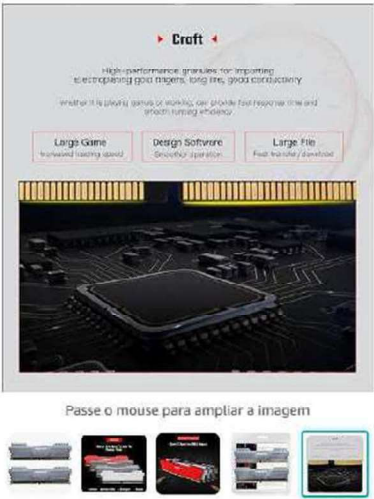 Craft
High-performance granules for importing
electroplating gold fingers, long life, good conductivity
Whether it is playing games or working, can provide fast response time and
smooth running efficiency
Large Game
Increased loading speed
Design Software
Smoother operation
Large File
Fast transfer / download
Passe o mouse para ampliar a imagem